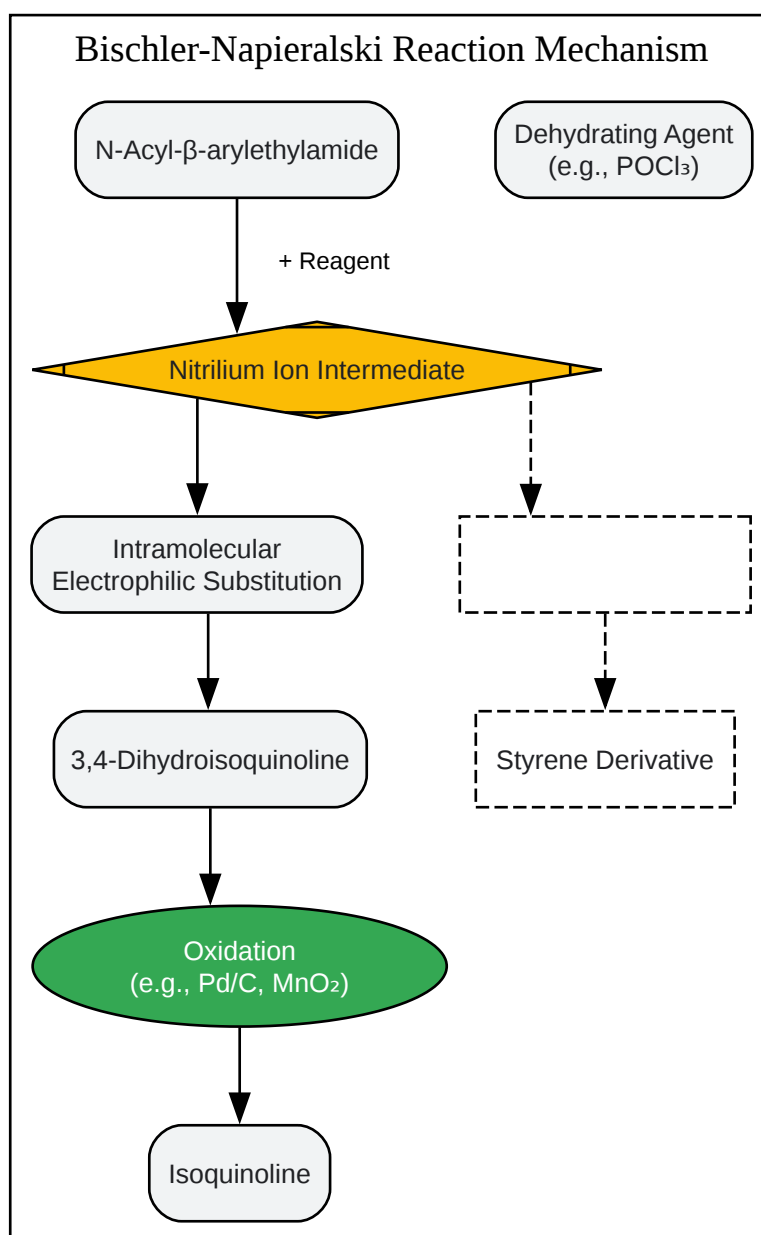 Bischler-Napieralski Reaction Mechanism
N-Acyl-β-arylethylamide
Dehydrating Agent
(e.g., POCl₃)
+ Reagent
Nitrilium Ion Intermediate
Intramolecular
Electrophilic Substitution
3,4-Dihydroisoquinoline
Styrene Derivative
Oxidation
(e.g., Pd/C, MnO₂)
Isoquinoline